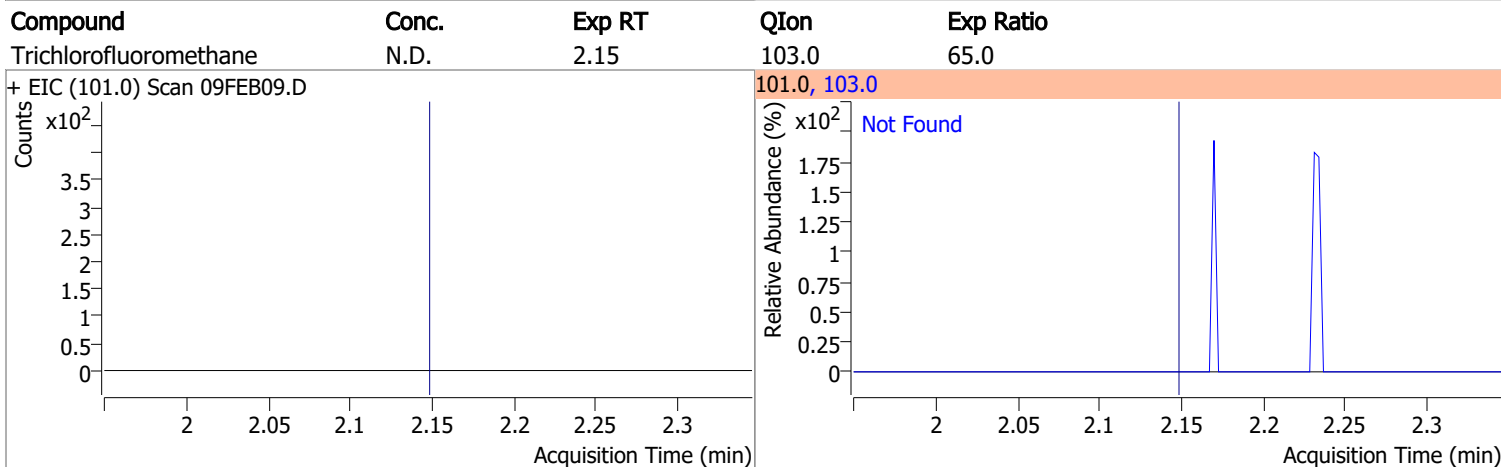 Compound Conc. Exp RT QIon Exp Ratio
Trichlorofluoromethane N.D. 2.15 103.0 65.0
+ EIC (101.0) Scan 09FEB09.D
Counts
x10²
3.5
3
2.5
2
1.5
1
0.5
0
2 2.05 2.1 2.15 2.2 2.25 2.3
Acquisition Time (min)
101.0, 103.0
Relative Abundance (%)
x10²
Not Found
1.75
1.5
1.25
1
0.75
0.5
0.25
0
2 2.05 2.1 2.15 2.2 2.25 2.3
Acquisition Time (min)